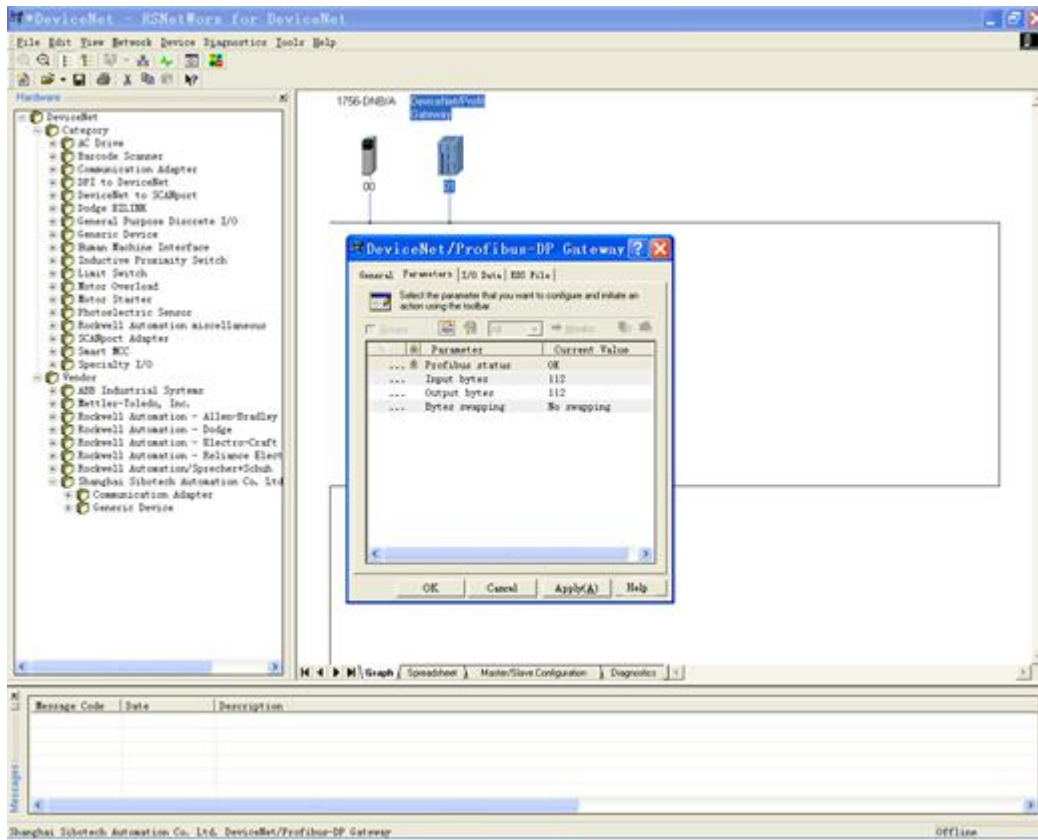 *DeviceNet - RSNetWorx for DeviceNet
File Edit View Network Device Diagnostics Tools Help
Hardware
DeviceNet
Category
AC Drive
Barcode Scanner
Communication Adapter
DPI to DeviceNet
DeviceNet to SCANport
Dodge EZLINK
General Purpose Discrete I/O
Generic Device
Human Machine Interface
Inductive Proximity Switch
Limit Switch
Motor Overload
Motor Starter
Photoelectric Sensor
Rockwell Automation miscellaneous
SCANport Adapter
Smart MCC
Specialty I/O
Vendor
ABB Industrial Systems
Mettler-Toledo, Inc.
Rockwell Automation - Allen-Bradley
Rockwell Automation - Dodge
Rockwell Automation - Electro-Craft
Rockwell Automation - Reliance Elect
Rockwell Automation/Sprecher+Schuh
Shanghai Sibotech Automation Co. Ltd
Communication Adapter
Generic Device
1756-DNB/A
DeviceNet/Profi
Gateway
00
01
DeviceNet/Profibus-DP Gateway
General Parameters I/O Data EDS File
Select the parameter that you want to configure and initiate an
action using the toolbar.
Groups All Monitor
Parameter Current Value
Profibus status OK
Input bytes 112
Output bytes 112
Bytes swapping No swapping
OK Cancel Apply(A) Help
Graph Spreadsheet Master/Slave Configuration Diagnostics
Messages
Message Code Date Description
Shanghai Sibotech Automation Co. Ltd. DeviceNet/Profibus-DP Gateway
Offline